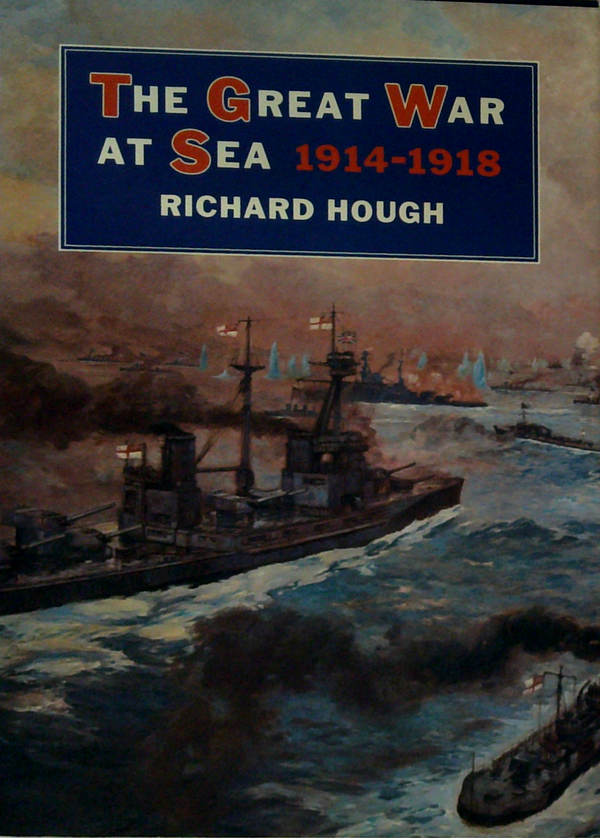 THE GREAT WAR
AT SEA 1914-1918
RICHARD HOUGH